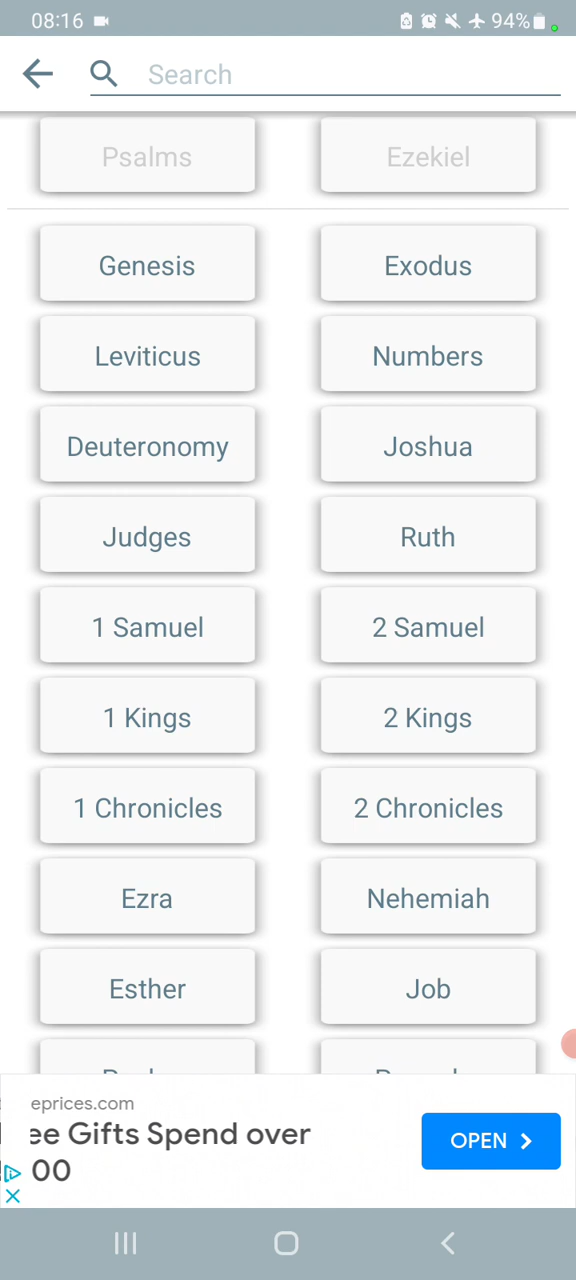 08:16 94%
Search
Psalms Ezekiel
Genesis Exodus
Leviticus Numbers
Deuteronomy Joshua
Judges Ruth
1 Samuel 2 Samuel
1 Kings 2 Kings
1 Chronicles 2 Chronicles
Ezra Nehemiah
Esther Job
eprices.com
ee Gifts Spend over
00
OPEN